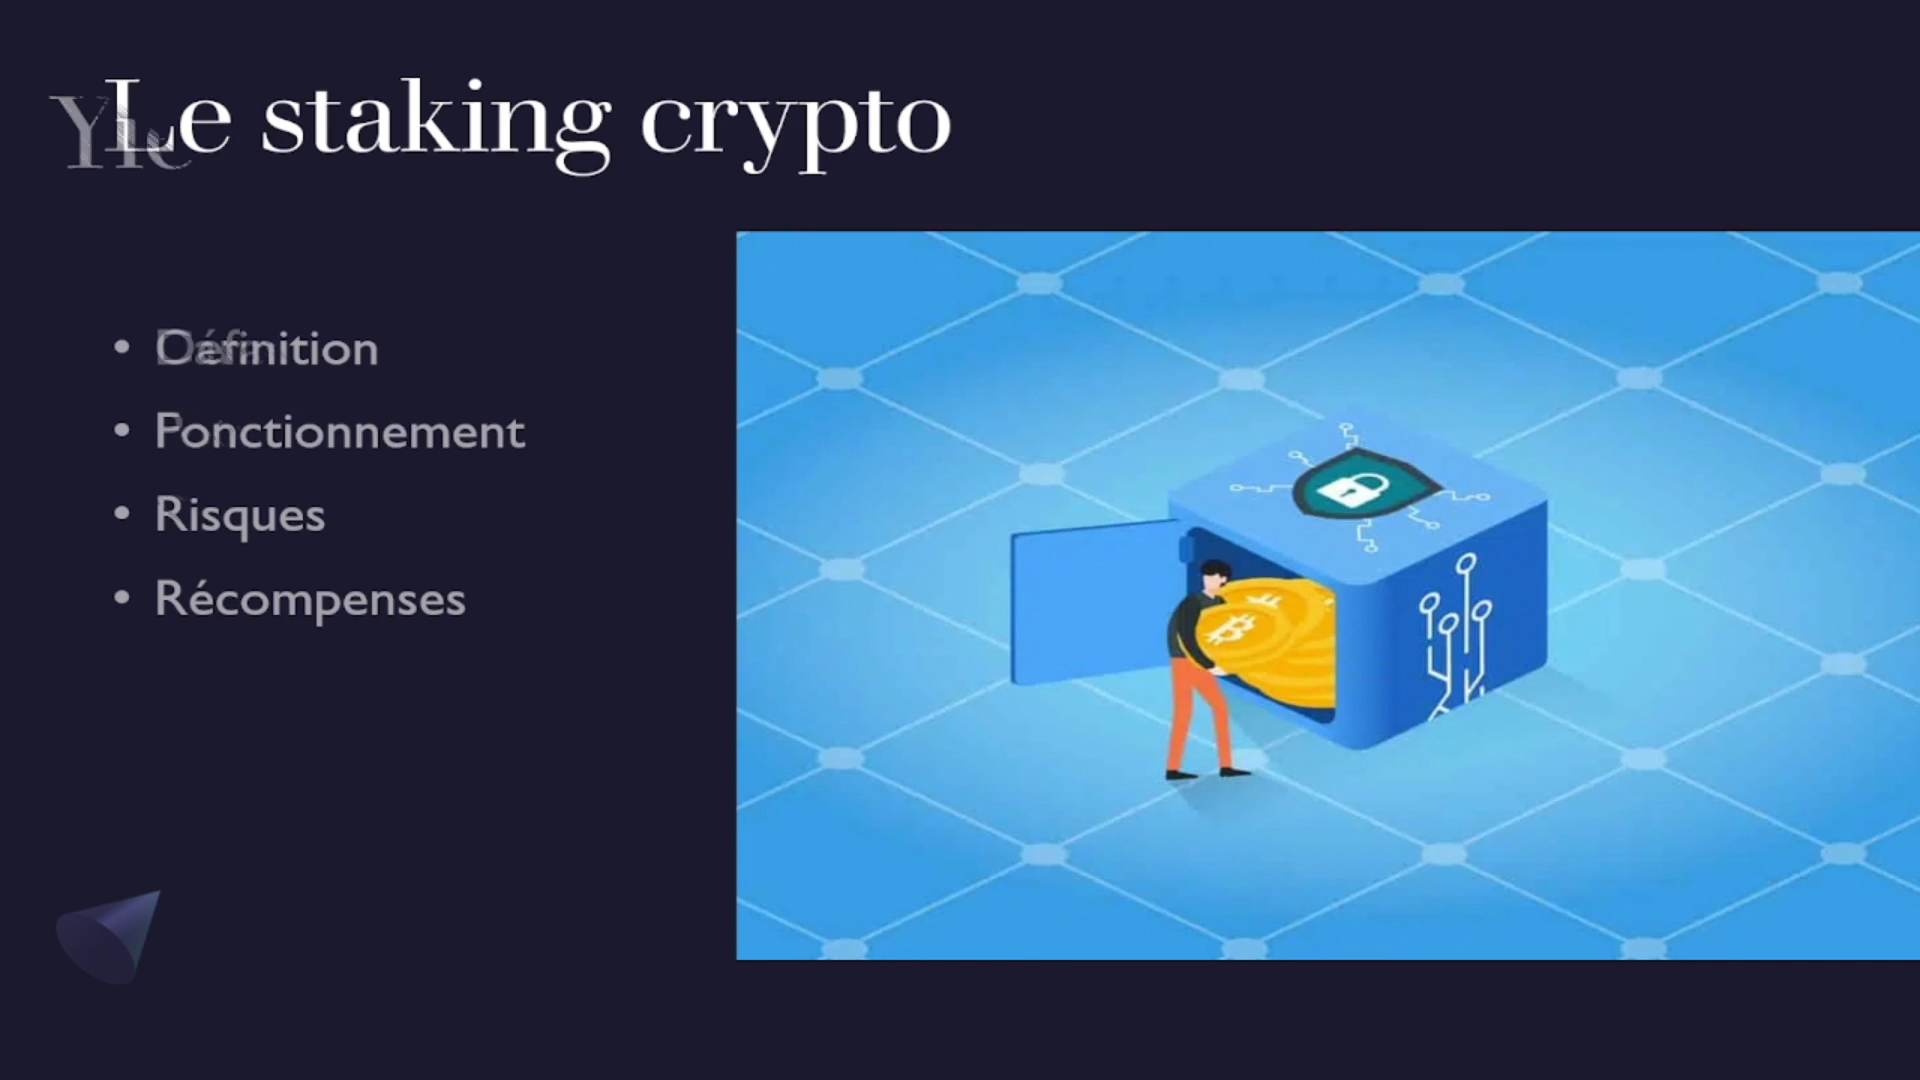 Le staking crypto
• Définition
• Fonctionnement
• Risques
• Récompenses